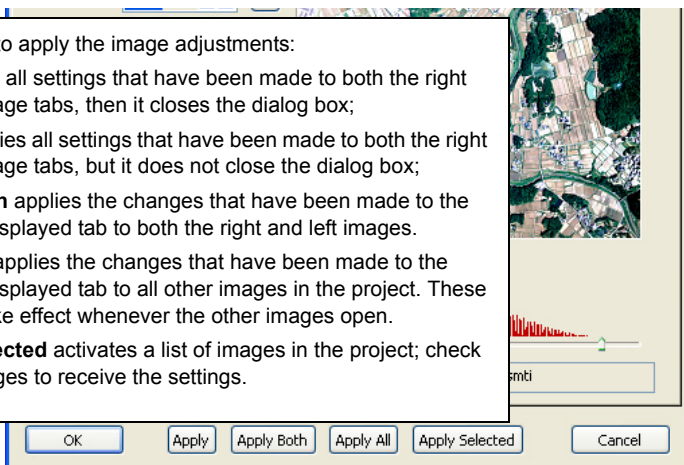 to apply the image adjustments:
all settings that have been made to both the right
age tabs, then it closes the dialog box;
ies all settings that have been made to both the right
age tabs, but it does not close the dialog box;
h applies the changes that have been made to the
splayed tab to both the right and left images.
applies the changes that have been made to the
splayed tab to all other images in the project. These
ke effect whenever the other images open.
ected activates a list of images in the project; check
ges to receive the settings.
smti
OK Apply Apply Both Apply All Apply Selected Cancel